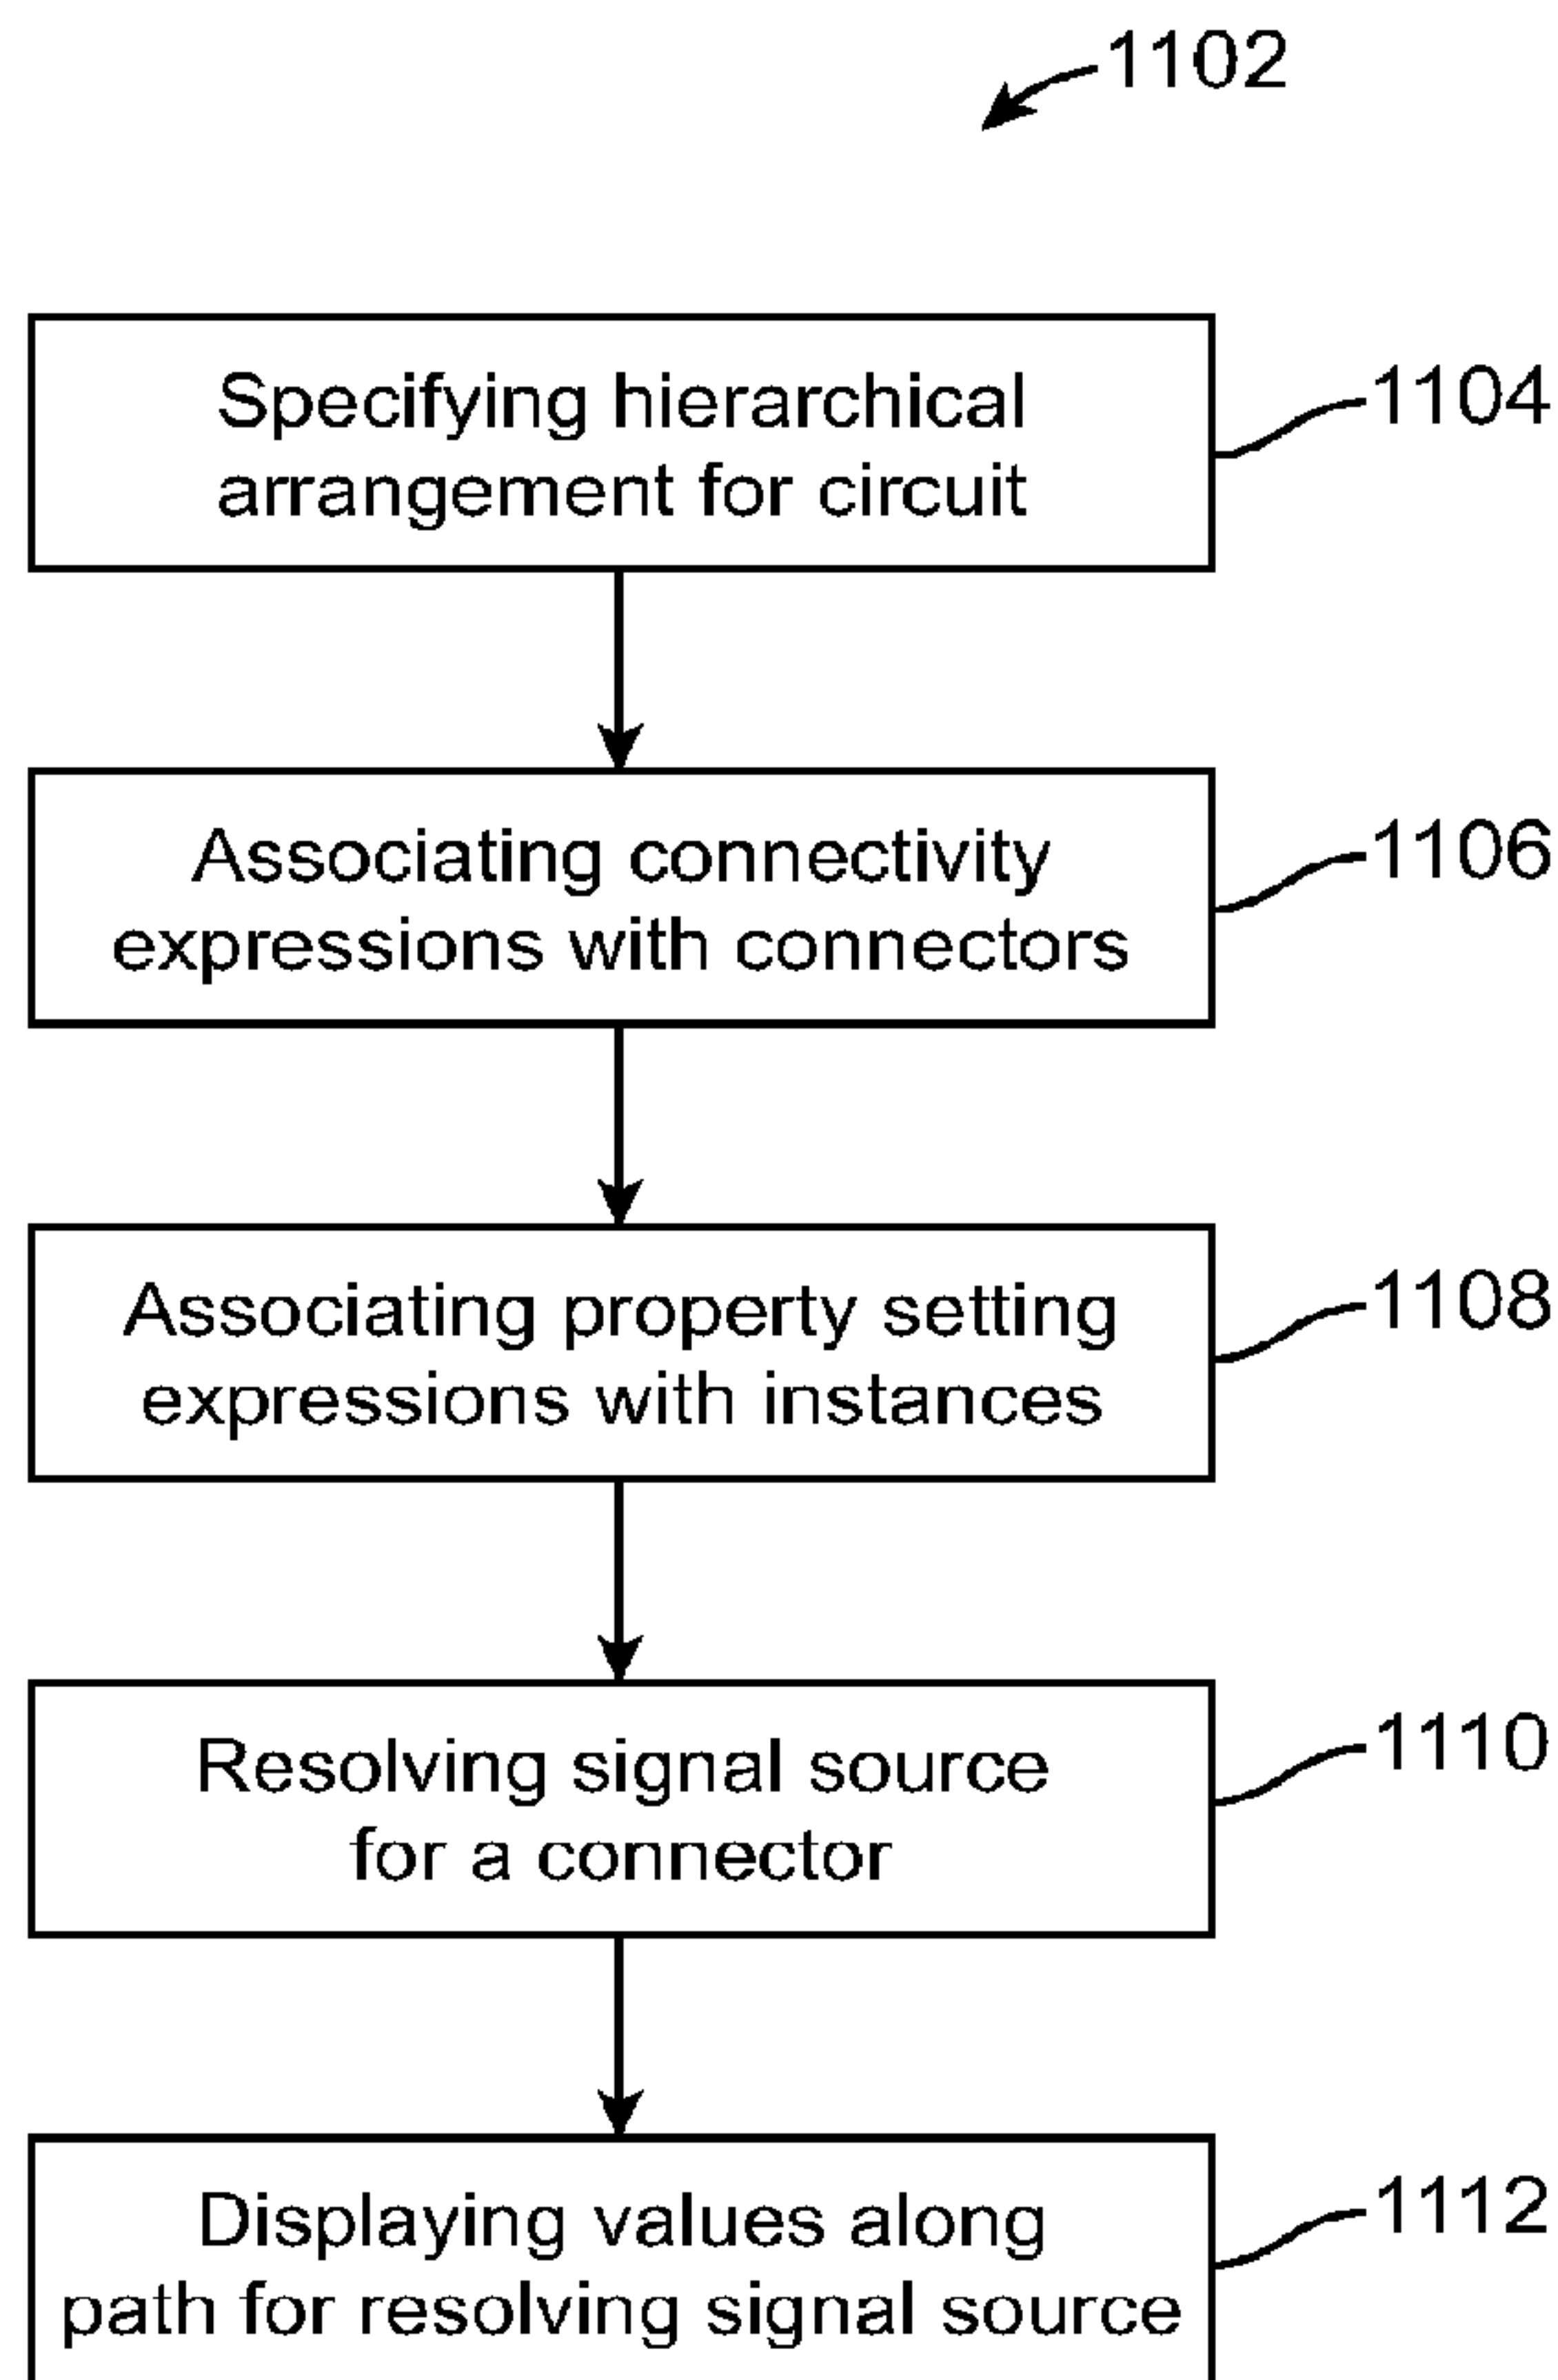 1102
Specifying hierarchical
arrangement for circuit
1104
Associating connectivity
expressions with connectors
1106
Associating property setting
expressions with instances
1108
Resolving signal source
for a connector
1110
Displaying values along
path for resolving signal source
1112